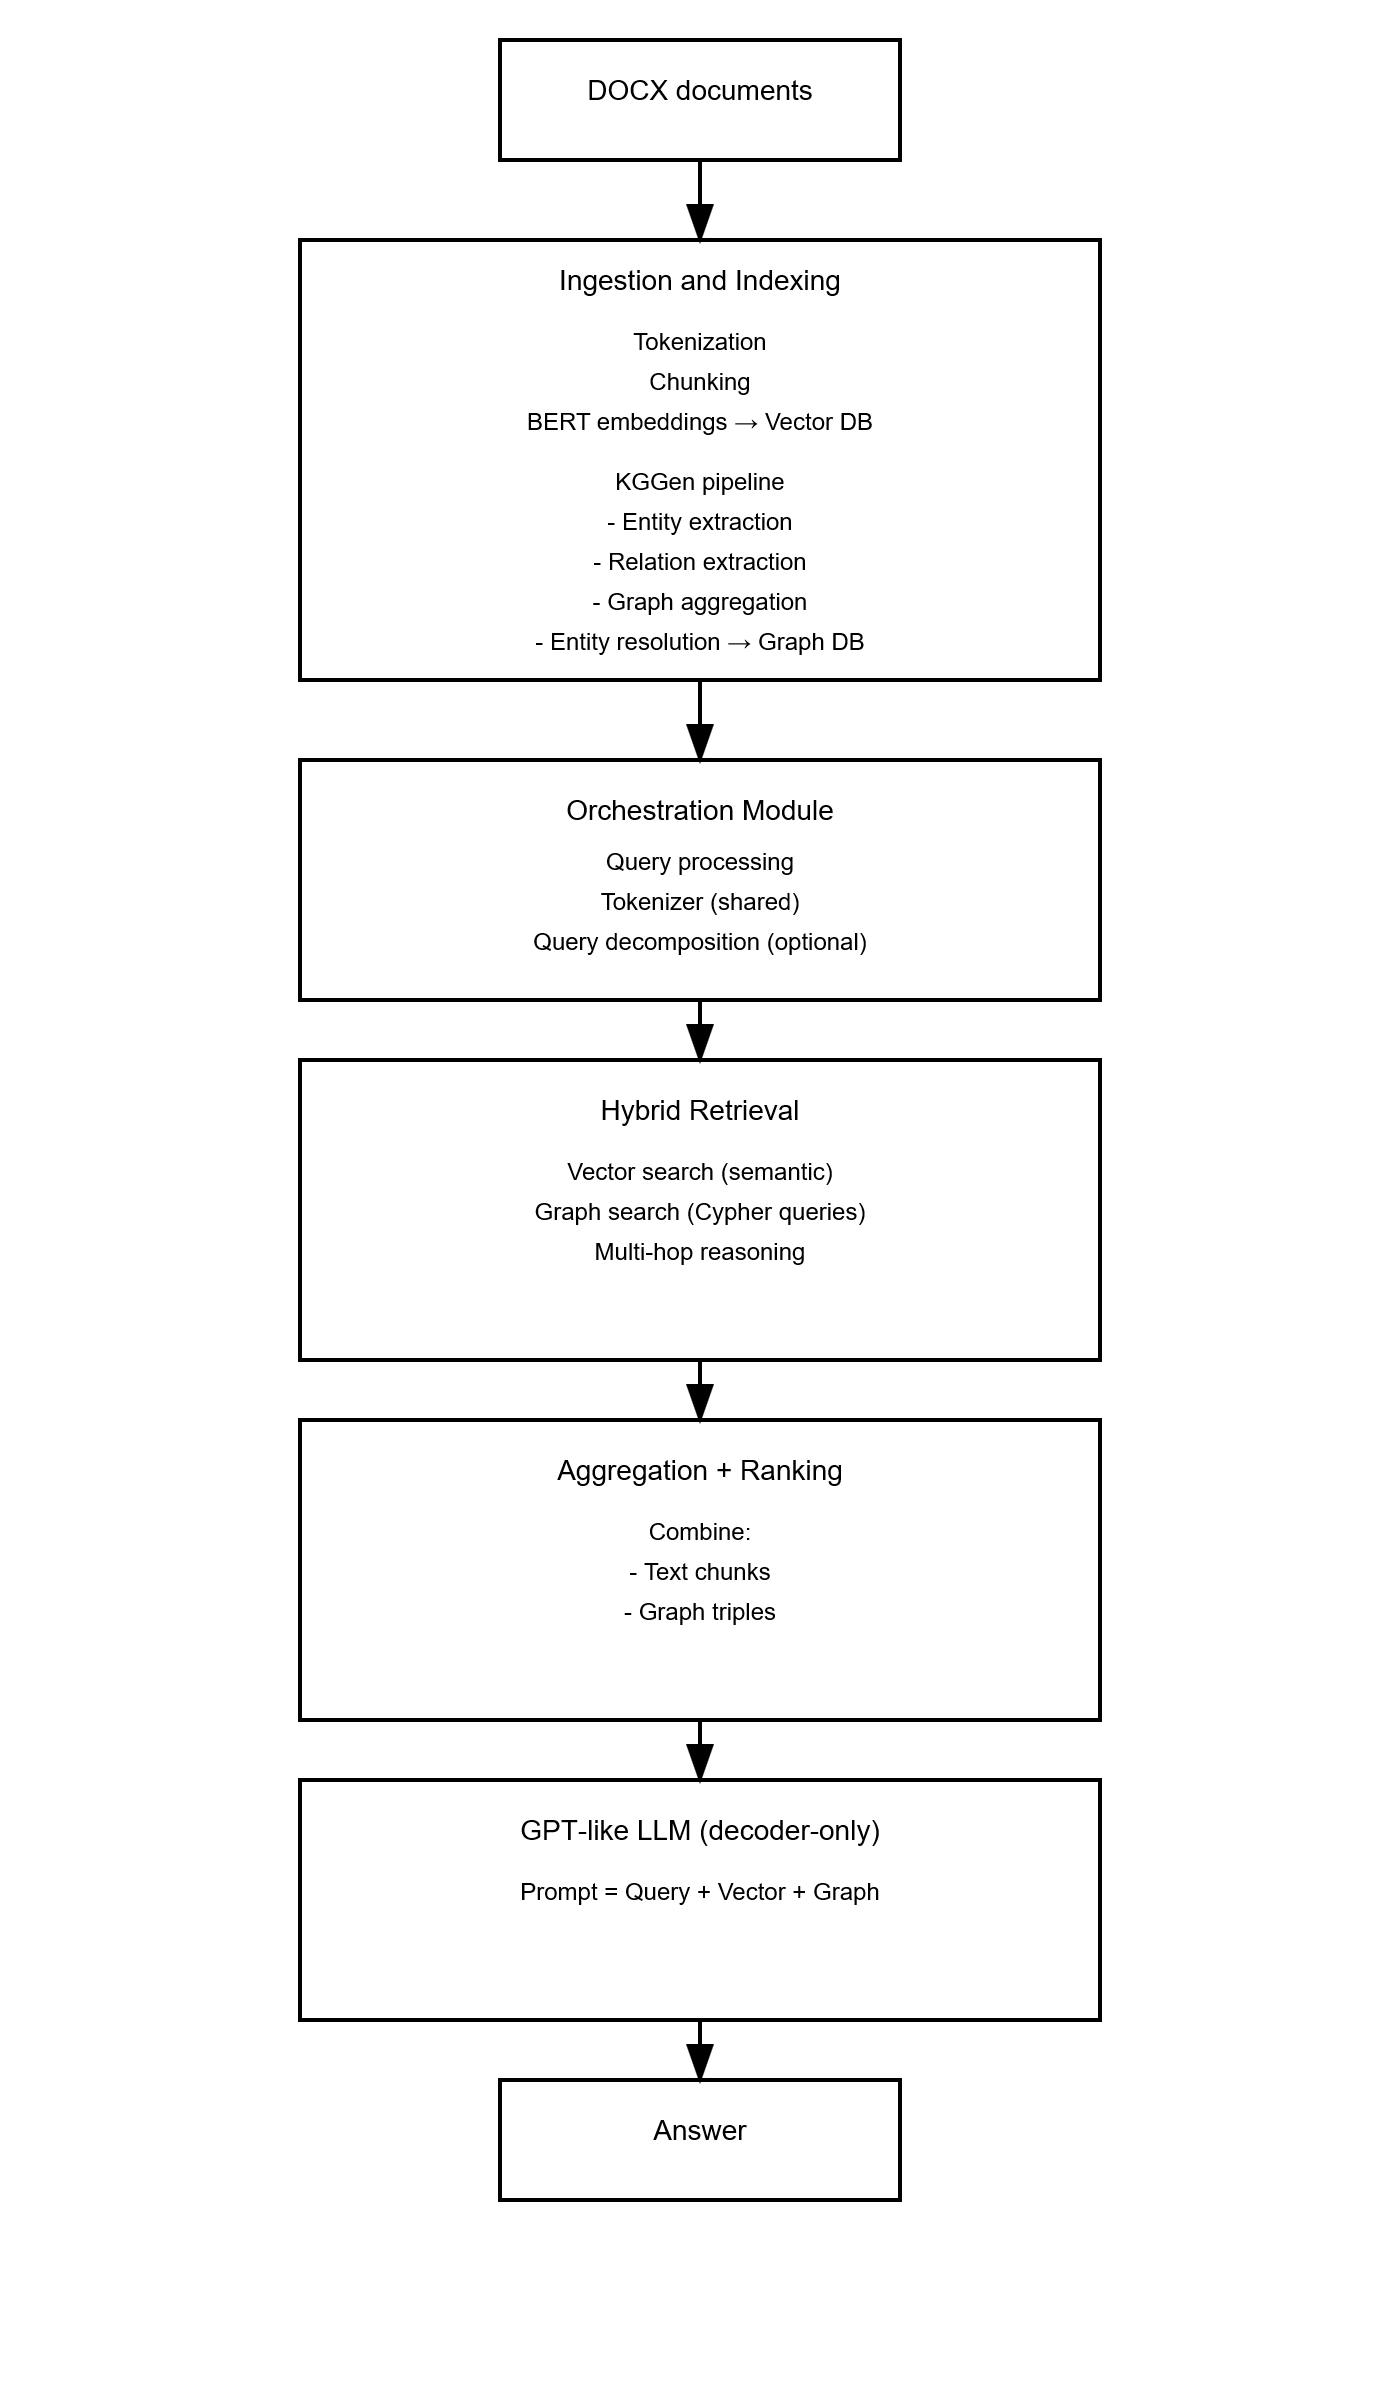 DOCX documents
Ingestion and Indexing
Tokenization
Chunking
BERT embeddings → Vector DB
KGGen pipeline
- Entity extraction
- Relation extraction
- Graph aggregation
- Entity resolution → Graph DB
Orchestration Module
Query processing
Tokenizer (shared)
Query decomposition (optional)
Hybrid Retrieval
Vector search (semantic)
Graph search (Cypher queries)
Multi-hop reasoning
Aggregation + Ranking
Combine:
- Text chunks
- Graph triples
GPT-like LLM (decoder-only)
Prompt = Query + Vector + Graph
Answer